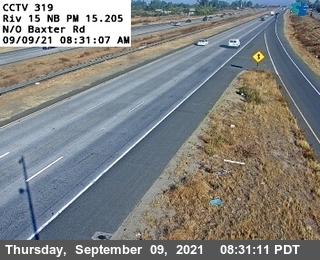 CCTV 319
Riv 15 NB PM 15.205
N/O Baxter Rd
09/09/21 08:31:07 AM
Thursday, September 09, 2021 08:31:11 PDT